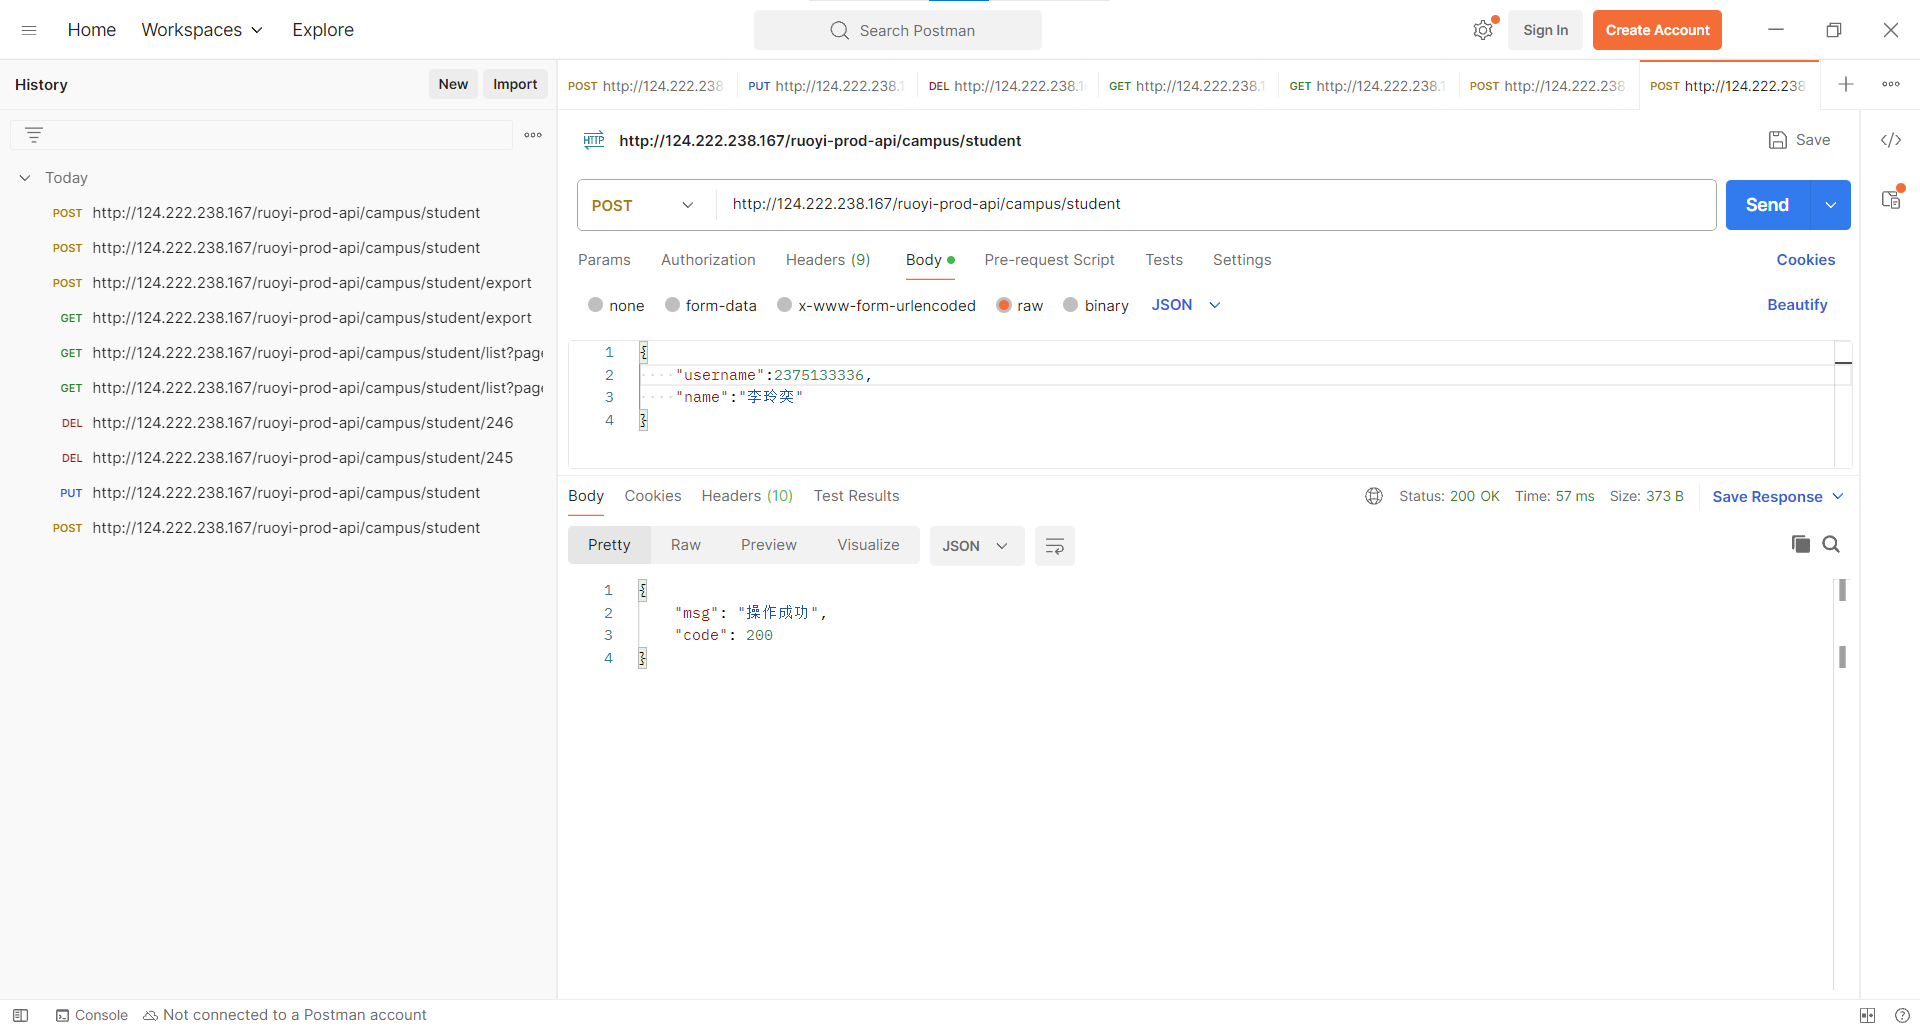 Home
Workspaces
Explore
Search Postman
Sign In
Create Account
History
New
Import
POST http://124.222.238
PUT http://124.222.238.1
DEL http://124.222.238.1
GET http://124.222.238.1
GET http://124.222.238.1
POST http://124.222.238
POST http://124.222.238
Today
POST http://124.222.238.167/ruoyi-prod-api/campus/student
POST http://124.222.238.167/ruoyi-prod-api/campus/student
POST http://124.222.238.167/ruoyi-prod-api/campus/student/export
GET http://124.222.238.167/ruoyi-prod-api/campus/student/export
GET http://124.222.238.167/ruoyi-prod-api/campus/student/list?page
GET http://124.222.238.167/ruoyi-prod-api/campus/student/list?page
DEL http://124.222.238.167/ruoyi-prod-api/campus/student/246
DEL http://124.222.238.167/ruoyi-prod-api/campus/student/245
PUT http://124.222.238.167/ruoyi-prod-api/campus/student
POST http://124.222.238.167/ruoyi-prod-api/campus/student
HTTP http://124.222.238.167/ruoyi-prod-api/campus/student
Save
POST http://124.222.238.167/ruoyi-prod-api/campus/student
Send
Params Authorization Headers (9) Body Pre-request Script Tests Settings
Cookies
none form-data x-www-form-urlencoded raw binary JSON
Beautify
1 {
2 "username":2375133336,
3 "name":"李玲奕"
4 }
Body Cookies Headers (10) Test Results
Status: 200 OK Time: 57 ms Size: 373 B
Save Response
Pretty Raw Preview Visualize JSON
1 {
2 "msg": "操作成功",
3 "code": 200
4 }
Console
Not connected to a Postman account